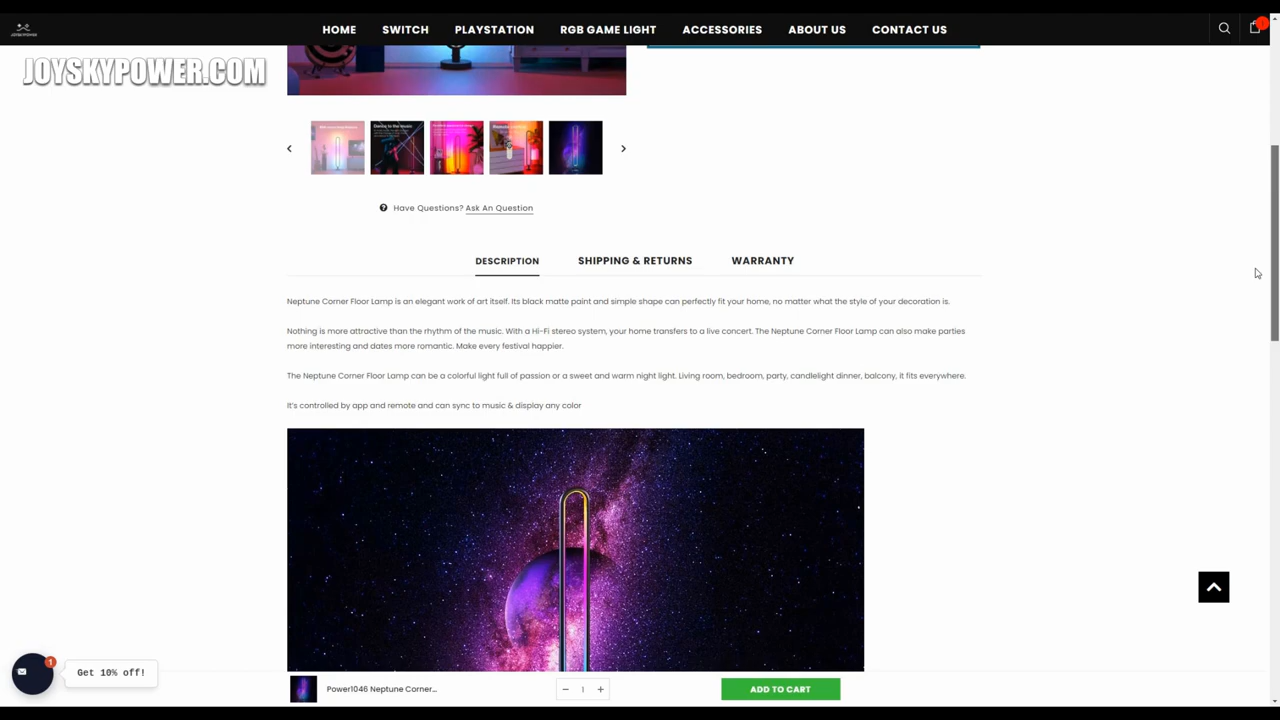 JOYSKYPOWER
HOME SWITCH PLAYSTATION RGB GAME LIGHT ACCESSORIES ABOUT US CONTACT US
JOYSKYPOWER.COM
Dance to the music
Have Questions? Ask An Question
DESCRIPTION SHIPPING & RETURNS WARRANTY
Neptune Corner Floor Lamp is an elegant work of art itself. Its black matte paint and simple shape can perfectly fit your home, no matter what the style of your decoration is.
Nothing is more attractive than the rhythm of the music. With a Hi-Fi stereo system, your home transfers to a live concert. The Neptune Corner Floor Lamp can also make parties
more interesting and dates more romantic. Make every festival happier.
The Neptune Corner Floor Lamp can be a colorful light full of passion or a sweet and warm night light. Living room, bedroom, party, candlelight dinner, balcony, it fits everywhere.
It's controlled by app and remote and can sync to music & display any color
1
Get 10% off!
Power1046 Neptune Corner...
− 1 +
ADD TO CART